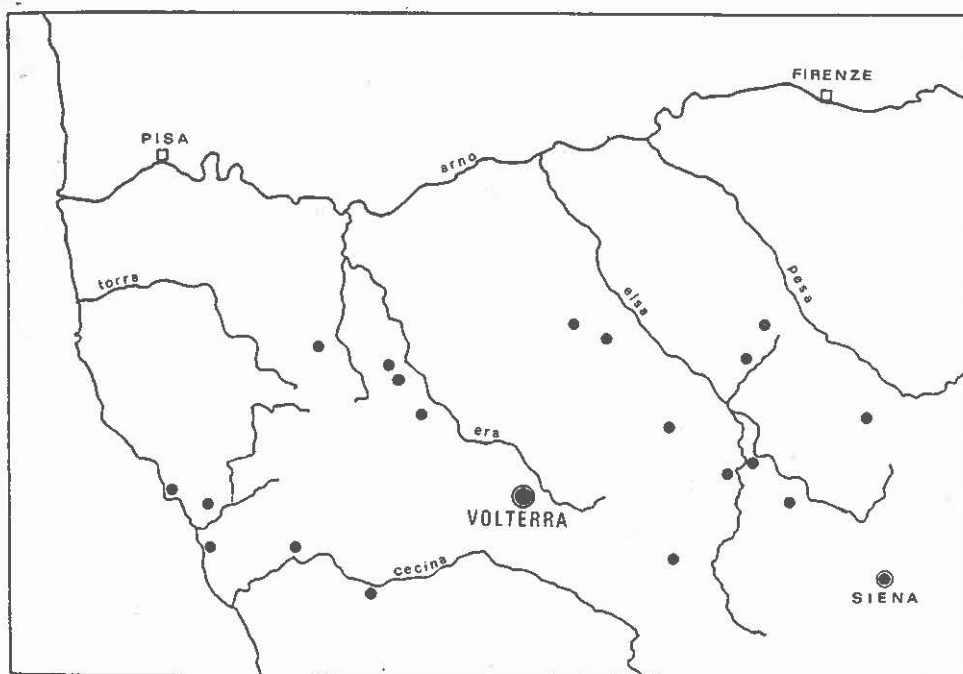 FIRENZE
PISA
arno
torra
elsa
pesa
era
VOLTERRA
cecina
SIENA